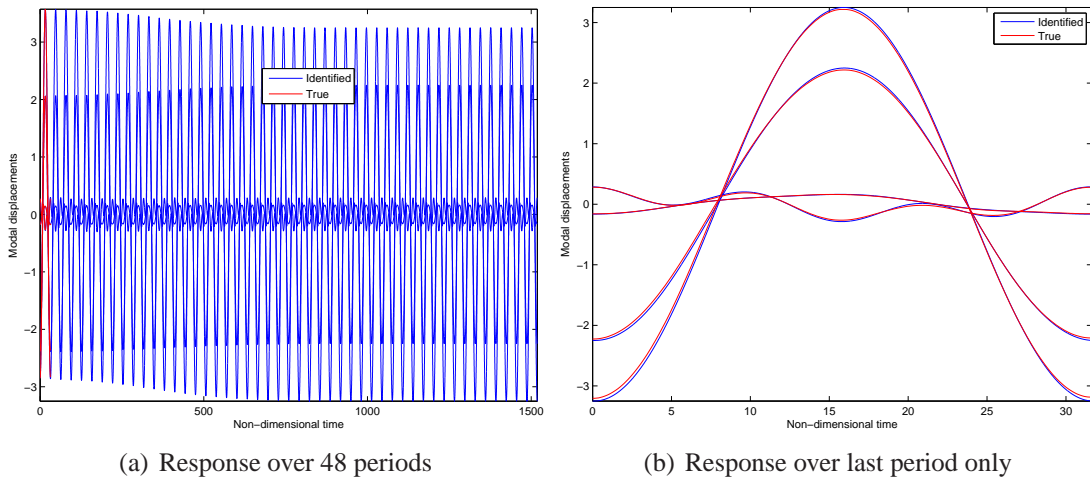 3
2
1
0
−1
−2
−3
Modal displacements
0
500
1000
1500
Non−dimensional time
Identified
True
(a) Response over 48 periods
3
2
1
0
−1
−2
−3
Modal displacements
0
5
10
15
20
25
30
Non−dimensional time
Identified
True
(b) Response over last period only